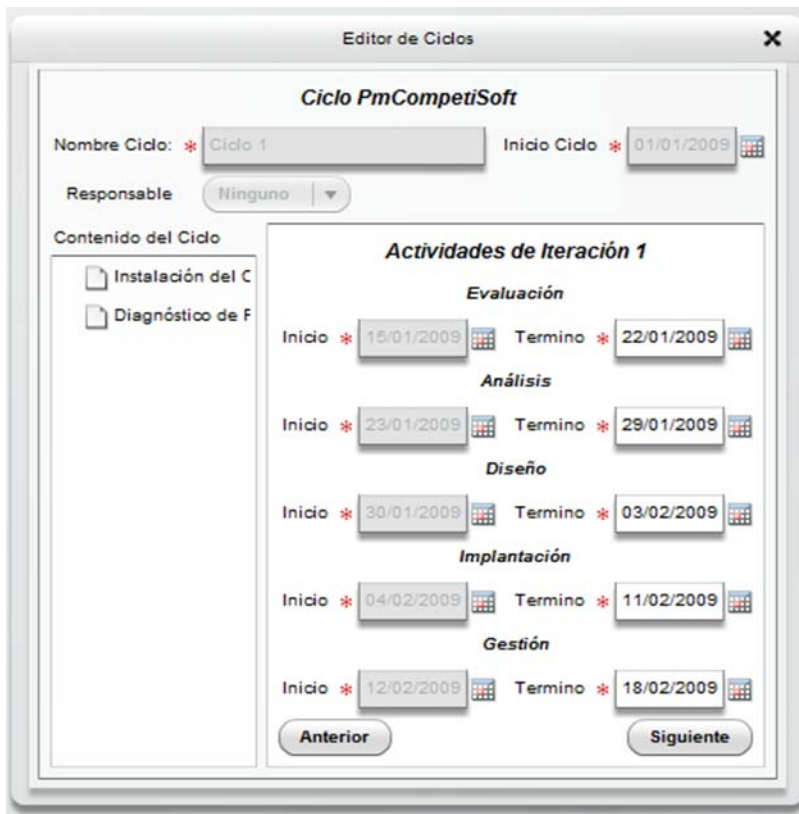 Editor de Ciclos
Ciclo PmCompetiSoft
Nombre Ciclo: * Ciclo 1 Inicio Ciclo * 01/01/2009
Responsable Ninguno
Contenido del Ciclo
Instalación del C
Diagnóstico de F
Actividades de Iteración 1
Evaluación
Inicio * 15/01/2009 Termino * 22/01/2009
Análisis
Inicio * 23/01/2009 Termino * 29/01/2009
Diseño
Inicio * 30/01/2009 Termino * 03/02/2009
Implantación
Inicio * 04/02/2009 Termino * 11/02/2009
Gestión
Inicio * 12/02/2009 Termino * 18/02/2009
Anterior Siguiente